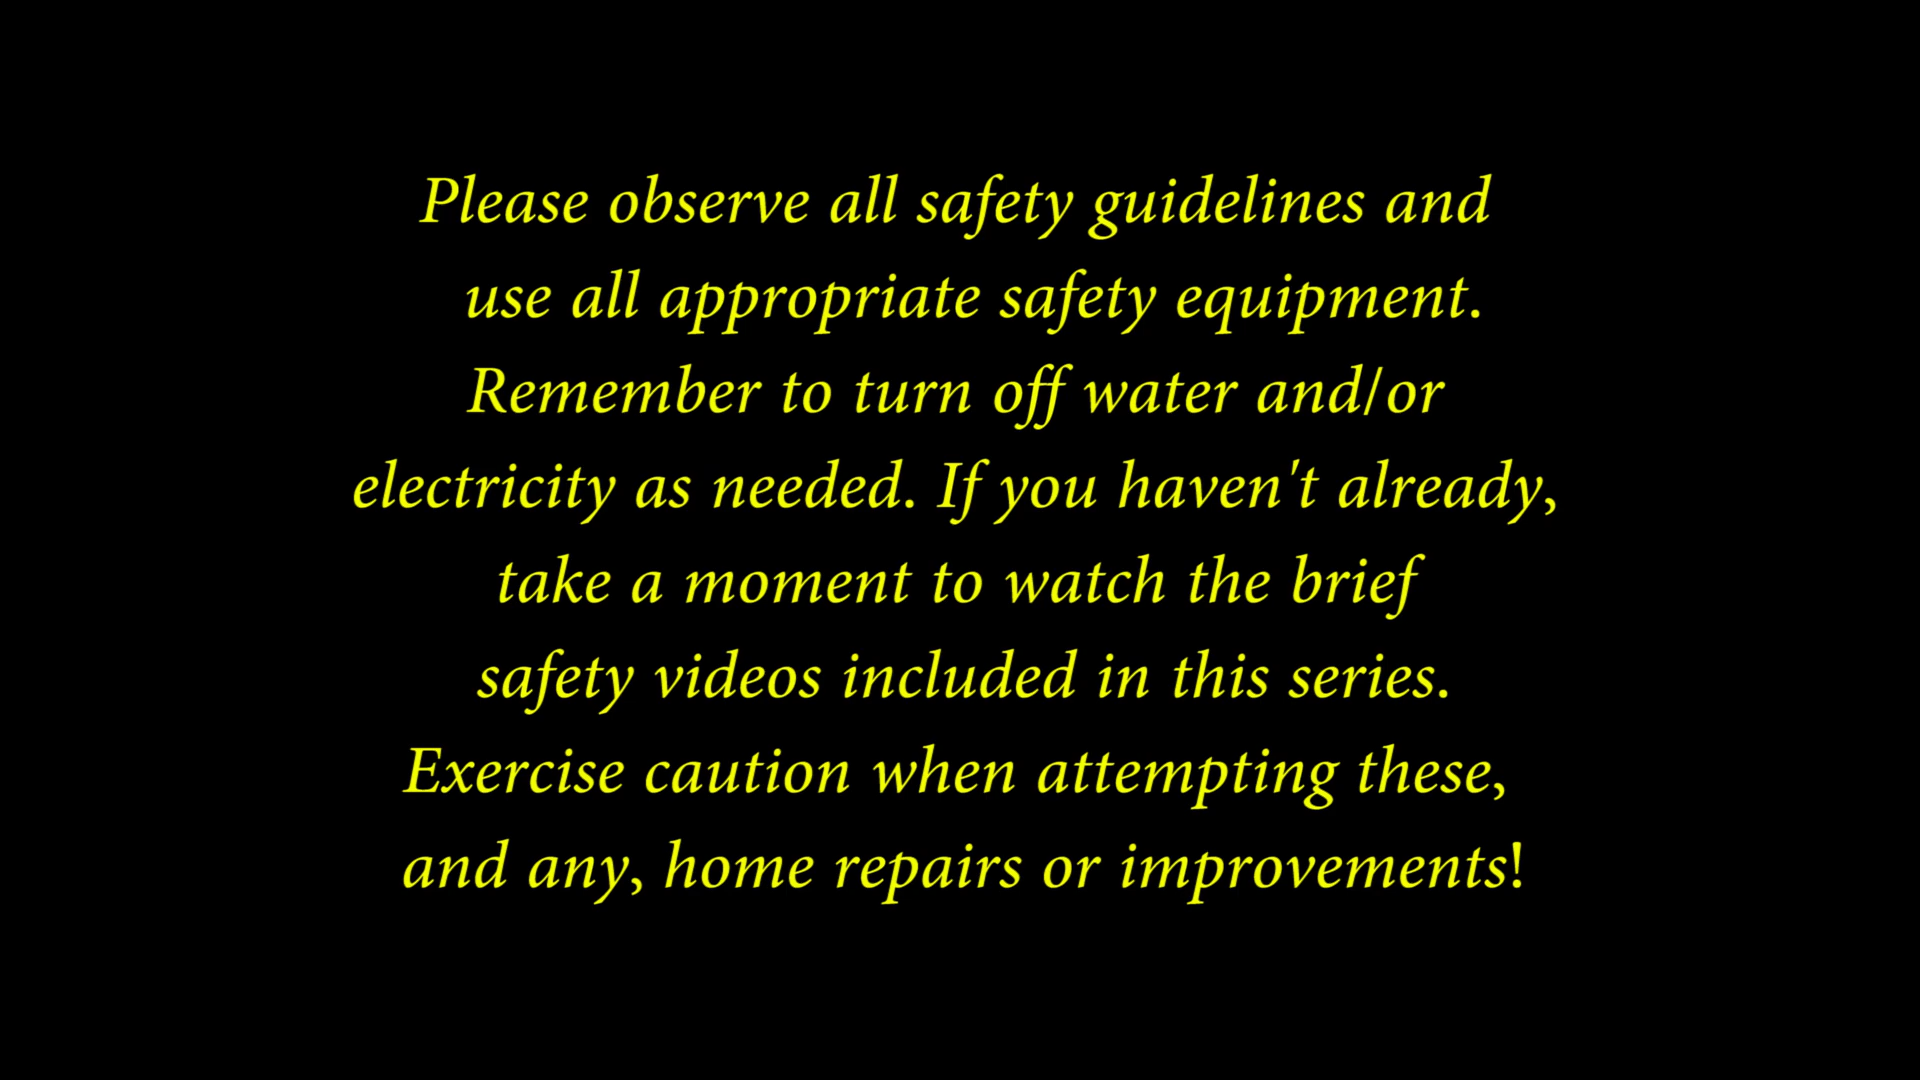 Please observe all safety guidelines and
use all appropriate safety equipment.
Remember to turn off water and/or
electricity as needed. If you haven't already,
take a moment to watch the brief
safety videos included in this series.
Exercise caution when attempting these,
and any, home repairs or improvements!